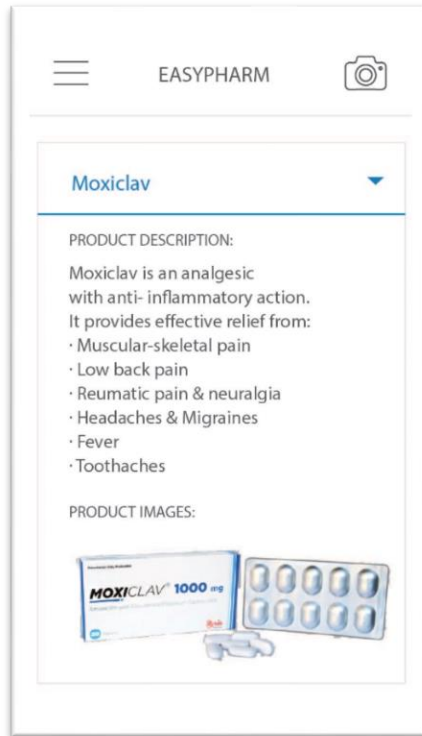 EASYPHARM
Moxiclav
PRODUCT DESCRIPTION:
Moxiclav is an analgesic
with anti- inflammatory action.
It provides effective relief from:
· Muscular-skeletal pain
· Low back pain
· Reumatic pain & neuralgia
· Headaches & Migraines
· Fever
· Toothaches
PRODUCT IMAGES:
MOXICLAV® 1000 mg